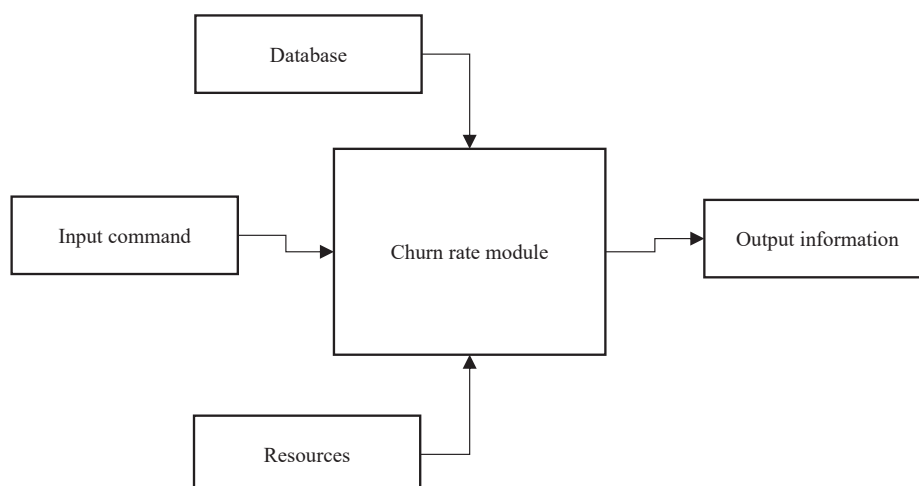 Database
Input command
Churn rate module
Output information
Resources